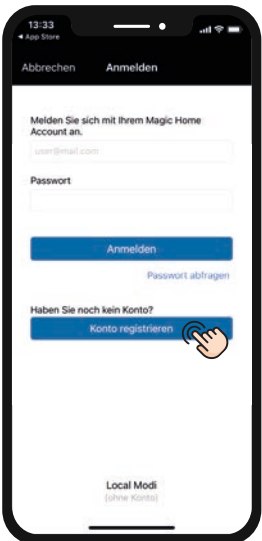 13:33
◀ App Store
Abbrechen Anmelden
Melden Sie sich mit Ihrem Magic Home
Account an.
user@mail.com
Passwort
Anmelden
Passwort abfragen
Haben Sie noch kein Konto?
Konto registrieren
Local Modi
(ohne Konto)